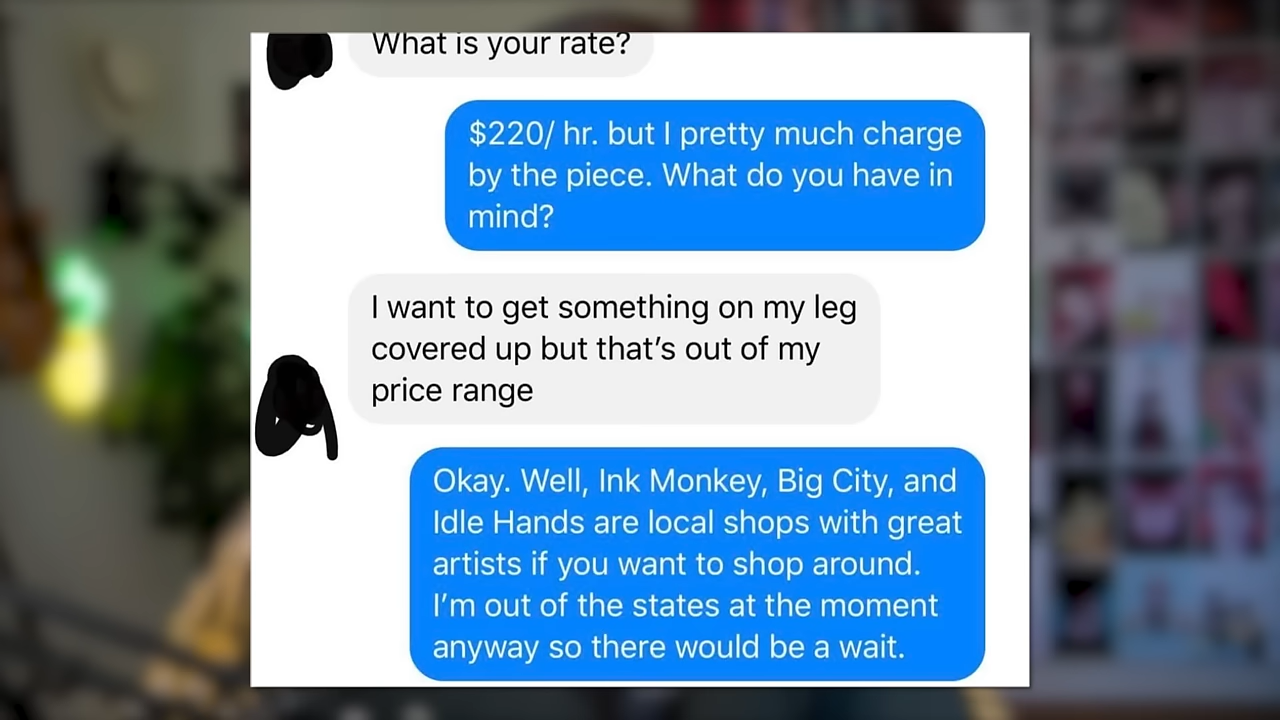 What is your rate?
$220/ hr. but I pretty much charge
by the piece. What do you have in
mind?
I want to get something on my leg
covered up but that's out of my
price range
Okay. Well, Ink Monkey, Big City, and
Idle Hands are local shops with great
artists if you want to shop around.
I'm out of the states at the moment
anyway so there would be a wait.